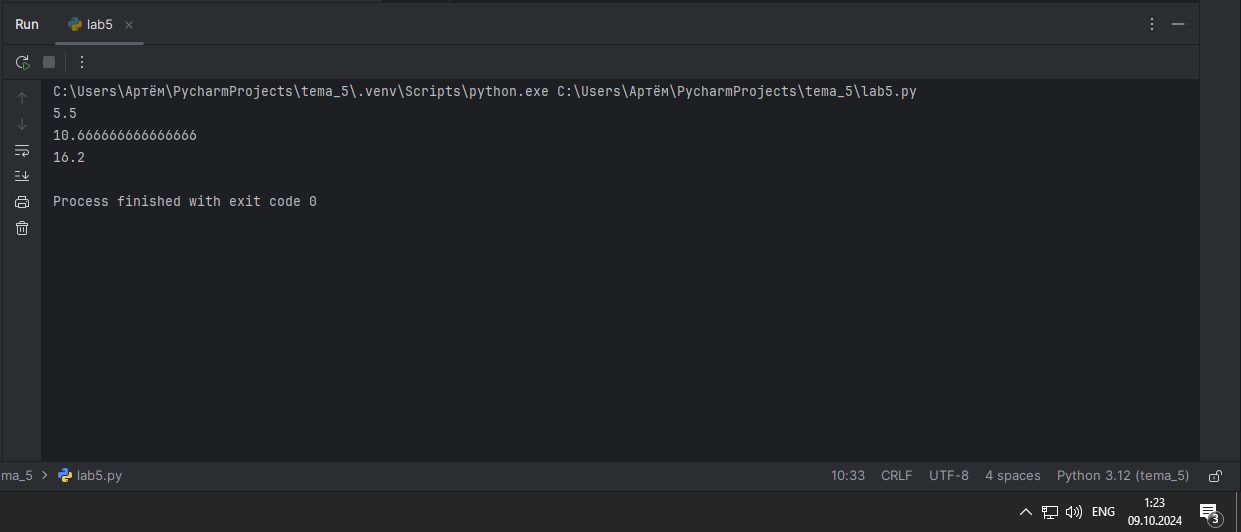 Run lab5
C:\Users\Артём\PycharmProjects\tema_5\.venv\Scripts\python.exe C:\Users\Артём\PycharmProjects\tema_5\lab5.py
5.5
10.666666666666666
16.2
Process finished with exit code 0
ma_5 lab5.py 10:33 CRLF UTF-8 4 spaces Python 3.12 (tema_5)
ENG 1:23
09.10.2024 3